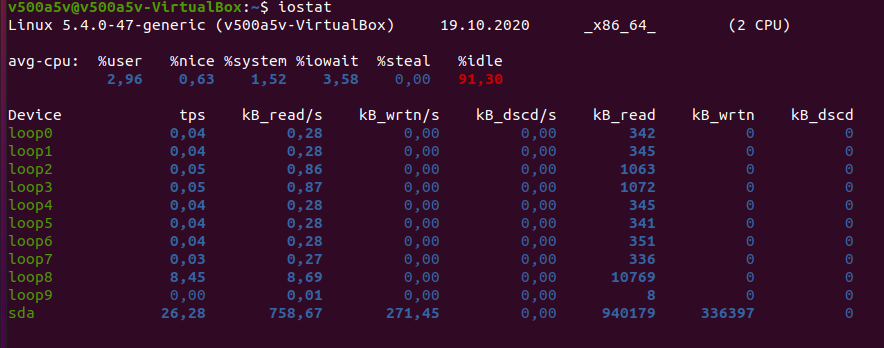 v500a5v@v500a5v-VirtualBox:~$ iostat
Linux 5.4.0-47-generic (v500a5v-VirtualBox) 19.10.2020 _x86_64_ (2 CPU)
avg-cpu: %user %nice %system %iowait %steal %idle
2,96 0,63 1,52 3,58 0,00 91,30
Device tps kB_read/s kB_wrtn/s kB_dscd/s kB_read kB_wrtn kB_dscd
loop0 0,04 0,28 0,00 0,00 342 0 0
loop1 0,04 0,28 0,00 0,00 345 0 0
loop2 0,05 0,86 0,00 0,00 1063 0 0
loop3 0,05 0,87 0,00 0,00 1072 0 0
loop4 0,04 0,28 0,00 0,00 345 0 0
loop5 0,04 0,28 0,00 0,00 341 0 0
loop6 0,04 0,28 0,00 0,00 351 0 0
loop7 0,03 0,27 0,00 0,00 336 0 0
loop8 8,45 8,69 0,00 0,00 10769 0 0
loop9 0,00 0,01 0,00 0,00 8 0 0
sda 26,28 758,67 271,45 0,00 940179 336397 0